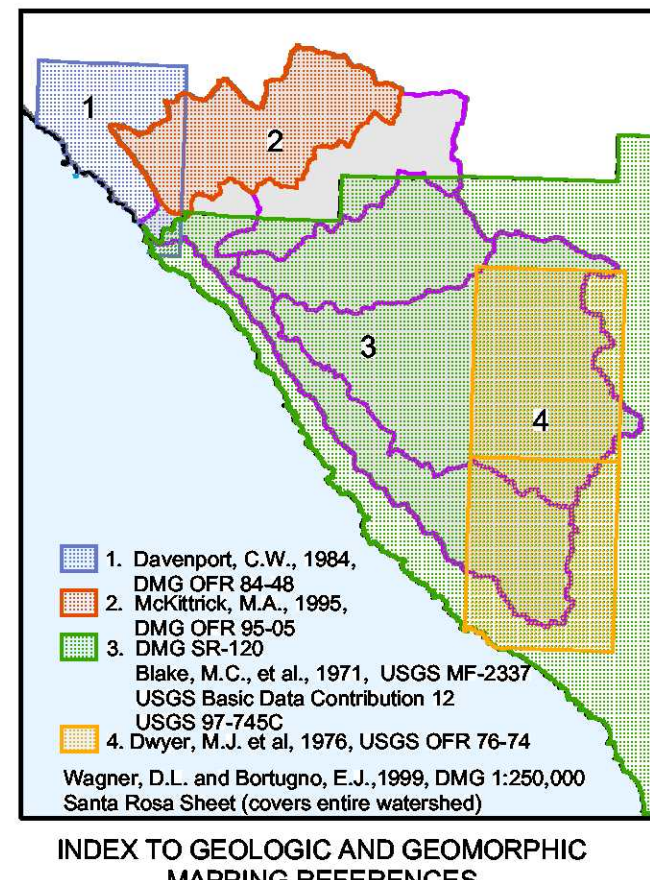 1
2
3
4
1. Davenport, C.W., 1984,
DMG OFR 84-48
2. McKittrick, M.A., 1995,
DMG OFR 95-05
3. DMG SR-120
Blake, M.C., et al., 1971, USGS MF-2337
USGS Basic Data Contribution 12
USGS 97-745C
4. Dwyer, M.J. et al, 1976, USGS OFR 76-74
Wagner, D.L. and Bortugno, E.J.,1999, DMG 1:250,000
Santa Rosa Sheet (covers entire watershed)
INDEX TO GEOLOGIC AND GEOMORPHIC
MAPPING REFERENCES